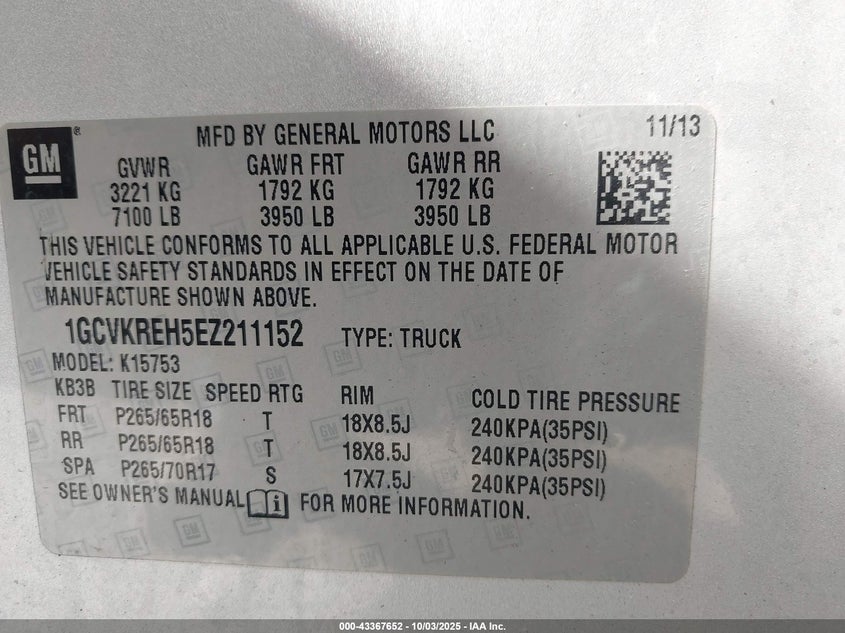 GM ® MFD BY GENERAL MOTORS LLC 11/13
GVWR GAWR FRT GAWR RR
3221 KG 1792 KG 1792 KG
7100 LB 3950 LB 3950 LB
THIS VEHICLE CONFORMS TO ALL APPLICABLE U.S. FEDERAL MOTOR
VEHICLE SAFETY STANDARDS IN EFFECT ON THE DATE OF
MANUFACTURE SHOWN ABOVE.
1GCVKREH5EZ211152 TYPE: TRUCK
MODEL: K15753
KB3B TIRE SIZE SPEED RTG RIM COLD TIRE PRESSURE
FRT P265/65R18 T 18X8.5J 240KPA(35PSI)
RR P265/65R18 T 18X8.5J 240KPA(35PSI)
SPA P265/70R17 S 17X7.5J 240KPA(35PSI)
SEE OWNER'S MANUAL i FOR MORE INFORMATION.
000-43367652 - 10/03/2025 - IAA Inc.